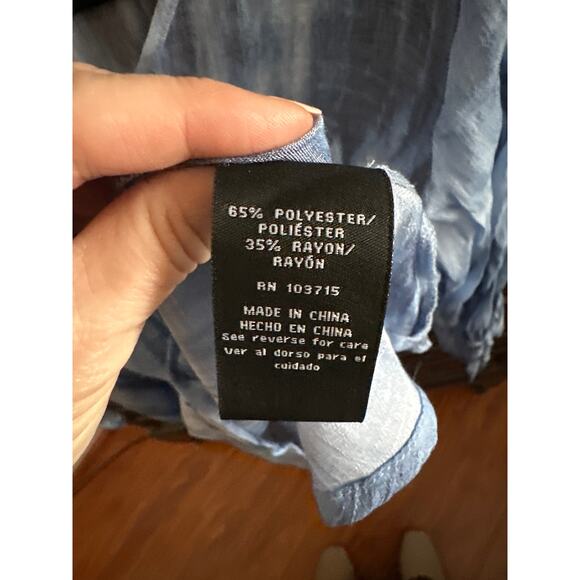 65% POLYESTER/
POLIÉSTER
35% RAYON/
RAYÓN
RN 103715
MADE IN CHINA
HECHO EN CHINA
See reverse for care
Ver al dorso para el
cuidado